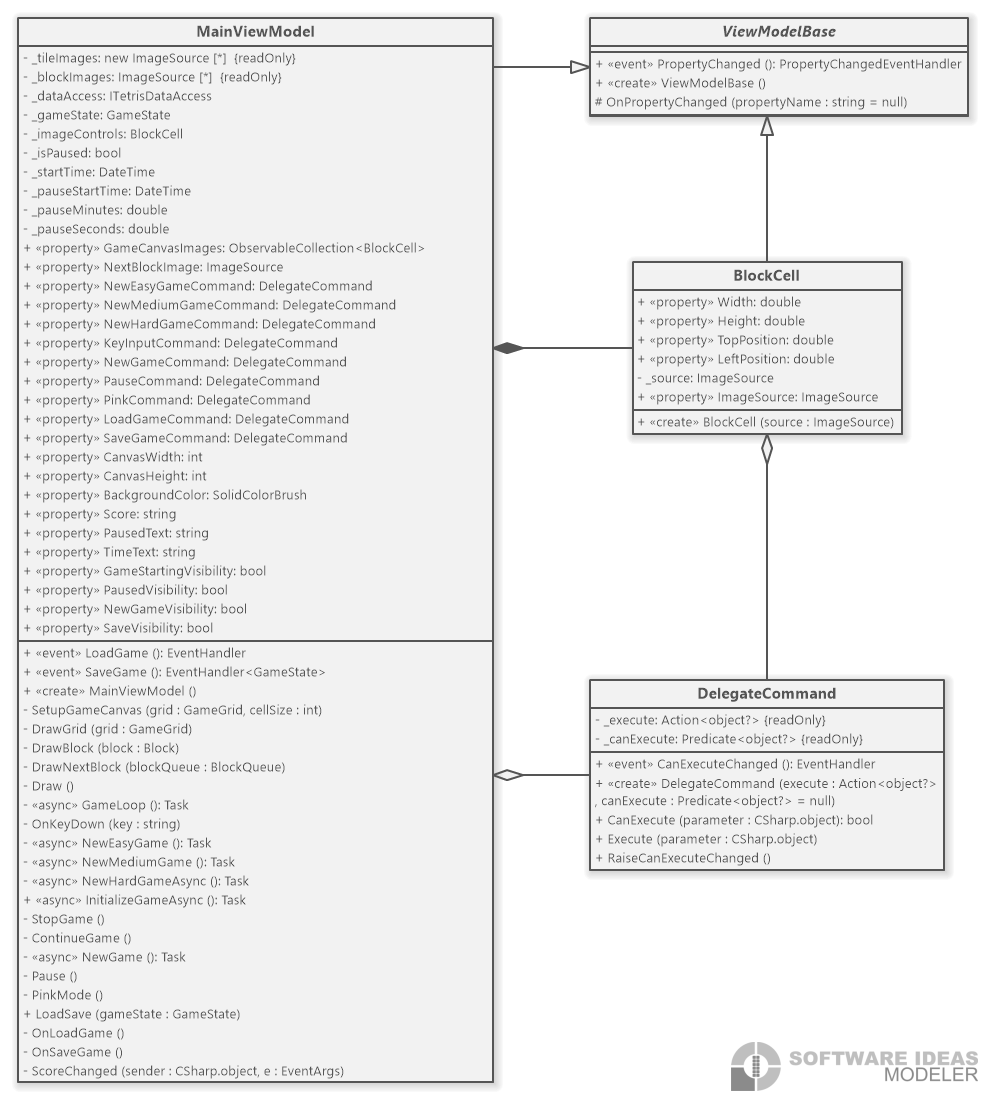 MainViewModel
- _tileImages: new ImageSource [*]  {readOnly}
- _blockImages: ImageSource [*]  {readOnly}
- _dataAccess: ITetrisDataAccess
- _gameState: GameState
- _imageControls: BlockCell
- _isPaused: bool
- _startTime: DateTime
- _pauseStartTime: DateTime
- _pauseMinutes: double
- _pauseSeconds: double
+ «property» GameCanvasImages: ObservableCollection<BlockCell>
+ «property» NextBlockImage: ImageSource
+ «property» NewEasyGameCommand: DelegateCommand
+ «property» NewMediumGameCommand: DelegateCommand
+ «property» NewHardGameCommand: DelegateCommand
+ «property» KeyInputCommand: DelegateCommand
+ «property» NewGameCommand: DelegateCommand
+ «property» PauseCommand: DelegateCommand
+ «property» PinkCommand: DelegateCommand
+ «property» LoadGameCommand: DelegateCommand
+ «property» SaveGameCommand: DelegateCommand
+ «property» CanvasWidth: int
+ «property» CanvasHeight: int
+ «property» BackgroundColor: SolidColorBrush
+ «property» Score: string
+ «property» PausedText: string
+ «property» TimeText: string
+ «property» GameStartingVisibility: bool
+ «property» PausedVisibility: bool
+ «property» NewGameVisibility: bool
+ «property» SaveVisibility: bool
+ «event» LoadGame (): EventHandler
+ «event» SaveGame (): EventHandler<GameState>
+ «create» MainViewModel ()
- SetupGameCanvas (grid : GameGrid, cellSize : int)
- DrawGrid (grid : GameGrid)
- DrawBlock (block : Block)
- DrawNextBlock (blockQueue : BlockQueue)
- Draw ()
- «async» GameLoop (): Task
- OnKeyDown (key : string)
- «async» NewEasyGame (): Task
- «async» NewMediumGame (): Task
- «async» NewHardGameAsync (): Task
+ «async» InitializeGameAsync (): Task
- StopGame ()
- ContinueGame ()
- «async» NewGame (): Task
- Pause ()
- PinkMode ()
+ LoadSave (gameState : GameState)
- OnLoadGame ()
- OnSaveGame ()
- ScoreChanged (sender : CSharp.object, e : EventArgs)
ViewModelBase
+ «event» PropertyChanged (): PropertyChangedEventHandler
+ «create» ViewModelBase ()
# OnPropertyChanged (propertyName : string = null)
BlockCell
+ «property» Width: double
+ «property» Height: double
+ «property» TopPosition: double
+ «property» LeftPosition: double
- _source: ImageSource
+ «property» ImageSource: ImageSource
+ «create» BlockCell (source : ImageSource)
DelegateCommand
- _execute: Action<object?> {readOnly}
- _canExecute: Predicate<object?> {readOnly}
+ «event» CanExecuteChanged (): EventHandler
+ «create» DelegateCommand (execute : Action<object?>
, canExecute : Predicate<object?> = null)
+ CanExecute (parameter : CSharp.object): bool
+ Execute (parameter : CSharp.object)
+ RaiseCanExecuteChanged ()
SOFTWARE IDEAS
MODELER